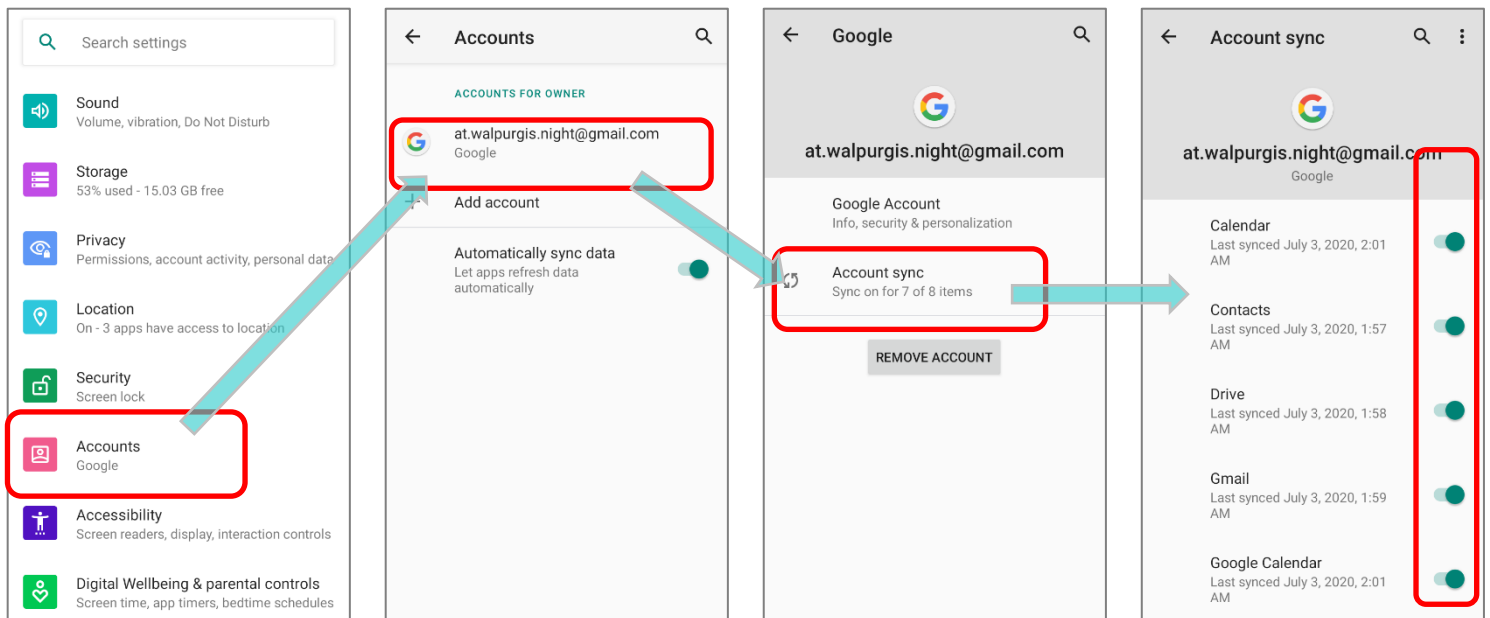 Search settings
Sound
Volume, vibration, Do Not Disturb
Storage
53% used - 15.03 GB free
Privacy
Permissions, account activity, personal data
Location
On - 3 apps have access to location
Security
Screen lock
Accounts
Google
Accessibility
Screen readers, display, interaction controls
Digital Wellbeing & parental controls
Screen time, app timers, bedtime schedules
Accounts
ACCOUNTS FOR OWNER
at.walpurgis.night@gmail.com
Google
Add account
Automatically sync data
Let apps refresh data
automatically
Google
at.walpurgis.night@gmail.com
Google Account
Info, security & personalization
Account sync
Sync on for 7 of 8 items
REMOVE ACCOUNT
Account sync
at.walpurgis.night@gmail.com
Google
Calendar
Last synced July 3, 2020, 2:01
AM
Contacts
Last synced July 3, 2020, 1:57
AM
Drive
Last synced July 3, 2020, 1:58
AM
Gmail
Last synced July 3, 2020, 1:59
AM
Google Calendar
Last synced July 3, 2020, 2:01
AM